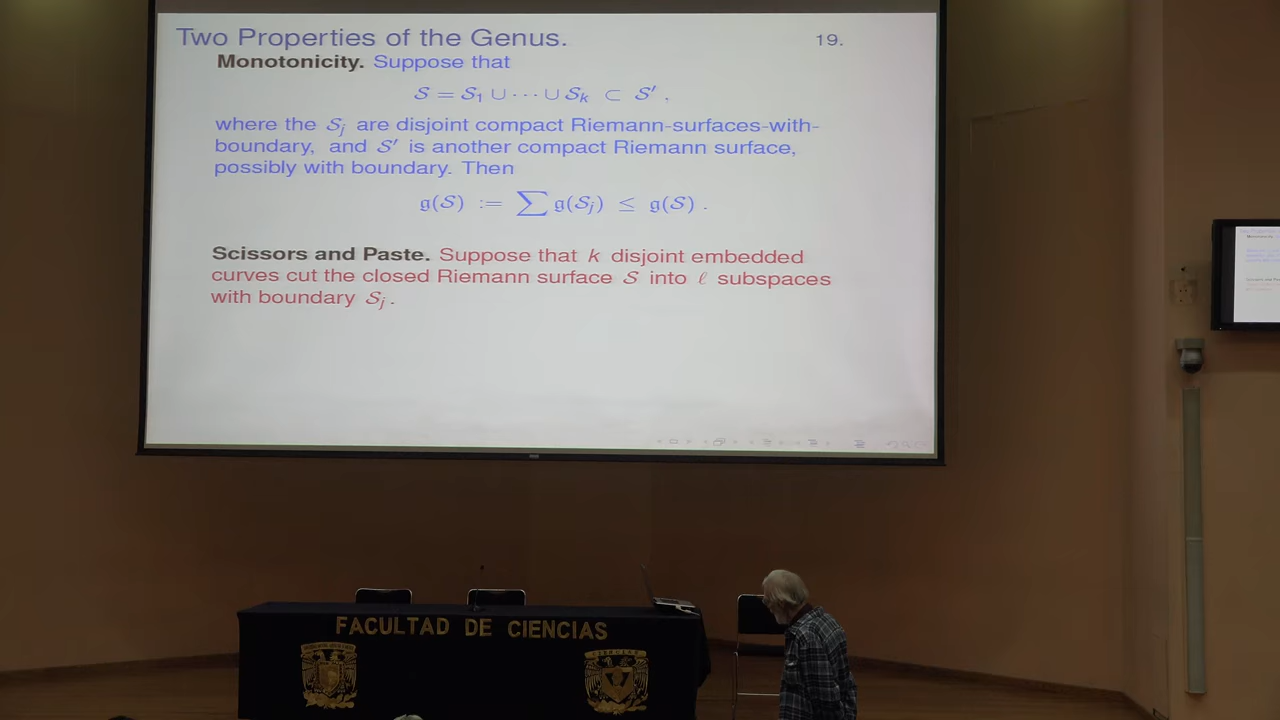 Two Properties of the Genus. 19.
Monotonicity. Suppose that
𝒮 = 𝒮₁ ∪ ⋯ ∪ 𝒮ₖ ⊂ 𝒮′ ,
where the 𝒮ⱼ are disjoint compact Riemann-surfaces-with-
boundary, and 𝒮′ is another compact Riemann surface,
possibly with boundary. Then
𝔤(𝒮) := ∑ 𝔤(𝒮ⱼ) ≤ 𝔤(𝒮) .
Scissors and Paste. Suppose that k disjoint embedded
curves cut the closed Riemann surface 𝒮 into ℓ subspaces
with boundary 𝒮ⱼ .
FACULTAD DE CIENCIAS